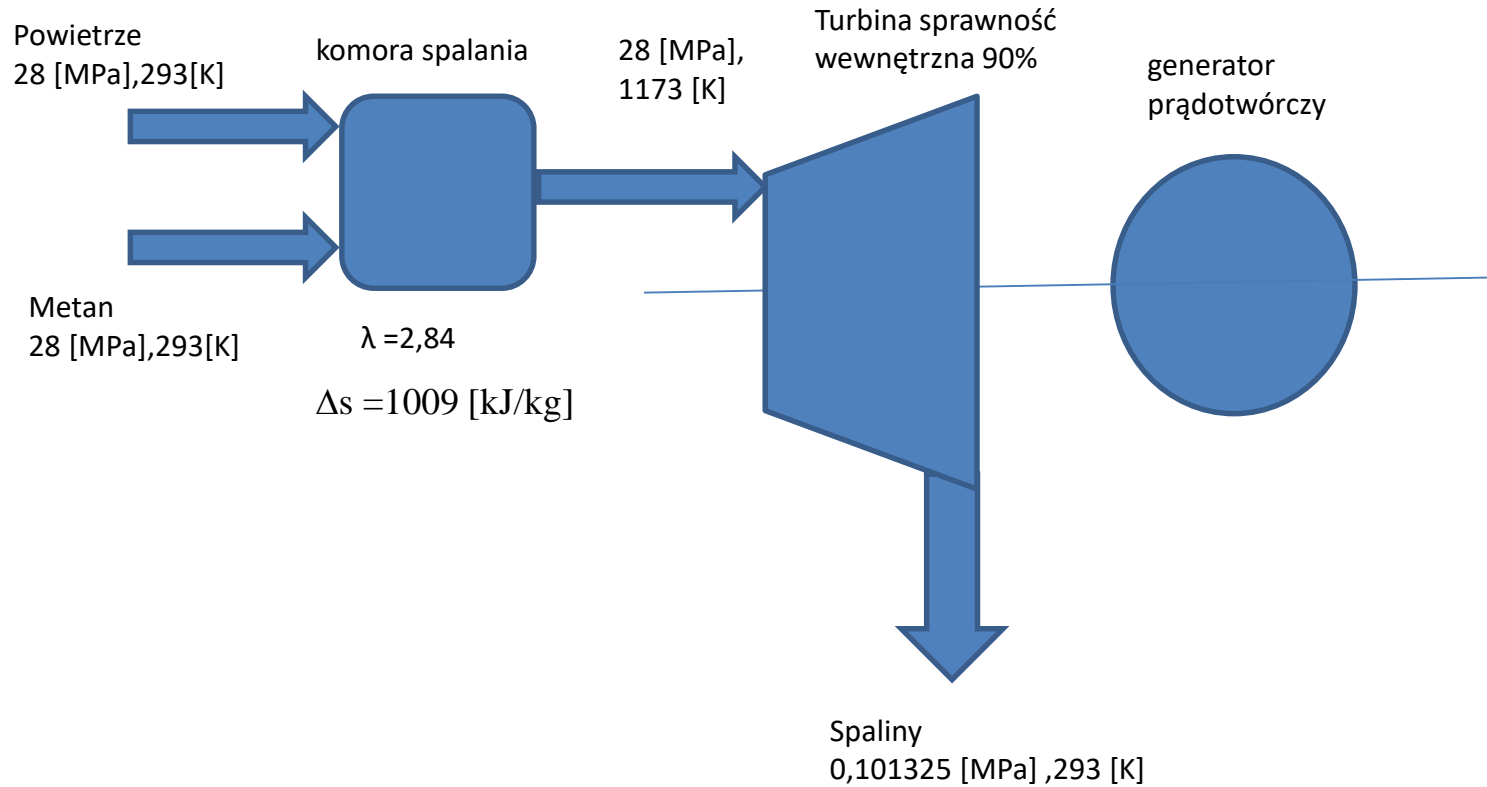 Powietrze
28 [MPa],293[K]
komora spalania
28 [MPa],
1173 [K]
Turbina sprawność
wewnętrzna 90%
generator
prądotwórczy
Metan
28 [MPa],293[K]
λ =2,84
Δs =1009 [kJ/kg]
Spaliny
0,101325 [MPa] ,293 [K]